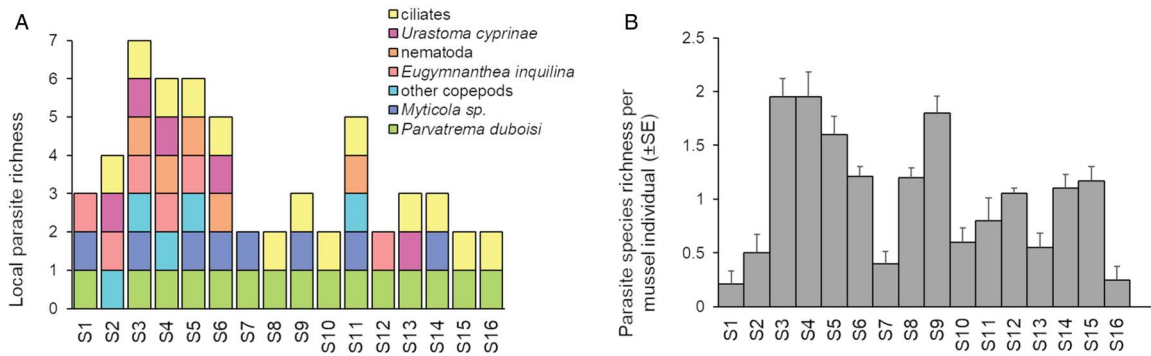 A
Local parasite richness
7
6
5
4
3
2
1
0
ciliates
Urastoma cyprinae
nematoda
Eugymnanthea inquilina
other copepods
Myticola sp.
Parvatrema duboisi
S1 S2 S3 S4 S5 S6 S7 S8 S9 S10 S11 S12 S13 S14 S15 S16
B
Parasite species richness per
mussel individual (±SE)
2.5
2
1.5
1
0.5
0
S1 S2 S3 S4 S5 S6 S7 S8 S9 S10 S11 S12 S13 S14 S15 S16